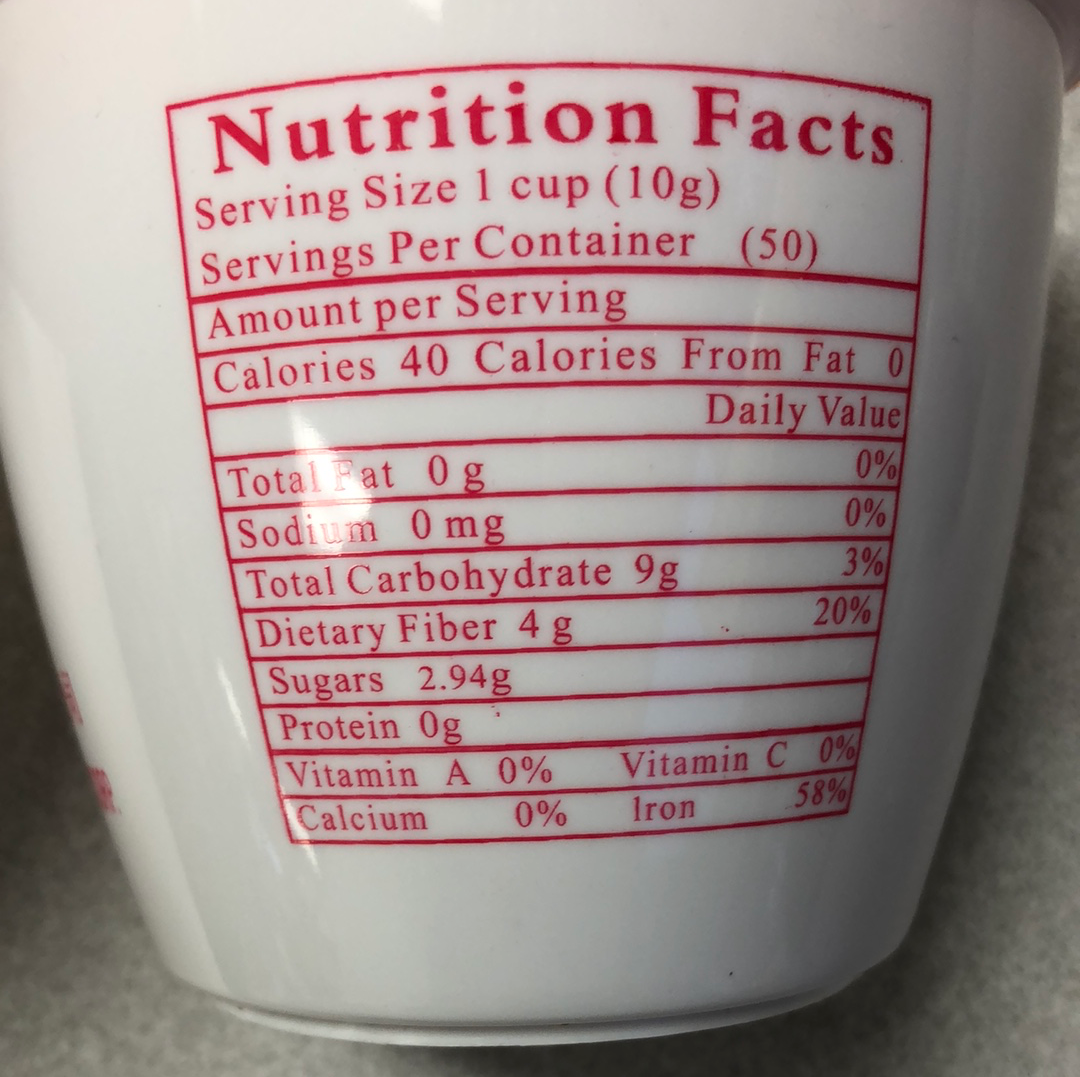 Nutrition Facts
Serving Size 1 cup (10g)
Servings Per Container (50)
Amount per Serving
Calories 40 Calories From Fat 0
Daily Value
Total Fat 0 g 0%
Sodium 0 mg 0%
Total Carbohydrate 9g 3%
Dietary Fiber 4 g 20%
Sugars 2.94g
Protein 0g
Vitamin A 0% Vitamin C 0%
Calcium 0% Iron 58%